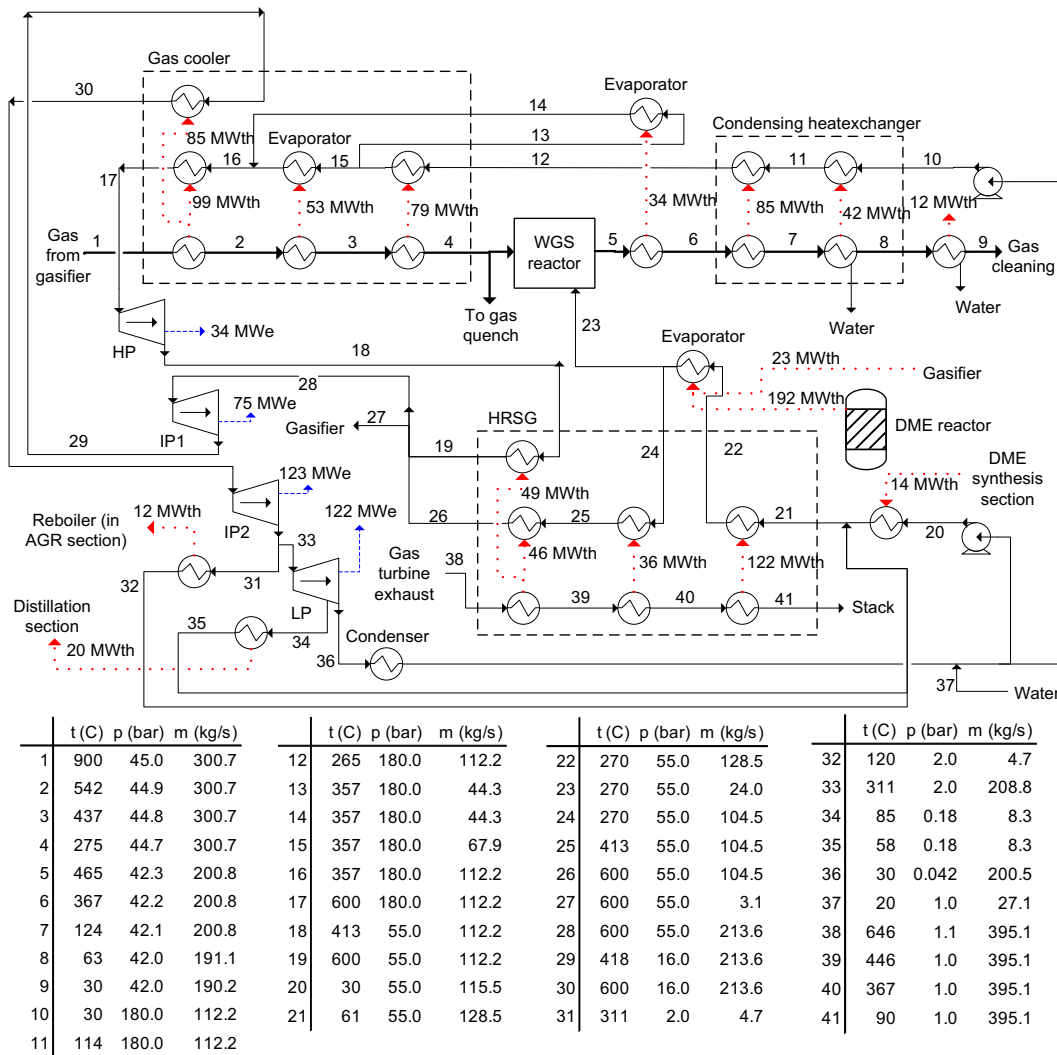 Gas cooler
30
14
Evaporator
13
85 MWth
Evaporator
Condensing heatexchanger
17
16
15
12
11
10
99 MWth
53 MWth
79 MWth
34 MWth
85 MWth
42 MWth
12 MWth
Gas
from
gasifier
1
2
3
4
WGS
reactor
5
6
7
8
9
Gas
cleaning
To gas
quench
Water
Water
HP
34 MWe
18
23
Evaporator
23 MWth
Gasifier
192 MWth
DME reactor
28
75 MWe
IP1
27
Gasifier
HRSG
19
24
22
DME
synthesis
section
14 MWth
29
123 MWe
IP2
49 MWth
26
25
21
20
12 MWth
Reboiler (in
AGR section)
122 MWe
33
46 MWth
36 MWth
122 MWth
Gas
turbine
exhaust
38
39
40
41
Stack
32
31
LP
Distillation
section
35
34
20 MWth
Condenser
36
37
Water
t (C) p (bar) m (kg/s)
1 900 45.0 300.7
2 542 44.9 300.7
3 437 44.8 300.7
4 275 44.7 300.7
5 465 42.3 200.8
6 367 42.2 200.8
7 124 42.1 200.8
8 63 42.0 191.1
9 30 42.0 190.2
10 30 180.0 112.2
11 114 180.0 112.2
t (C) p (bar) m (kg/s)
12 265 180.0 112.2
13 357 180.0 44.3
14 357 180.0 44.3
15 357 180.0 67.9
16 357 180.0 112.2
17 600 180.0 112.2
18 413 55.0 112.2
19 600 55.0 112.2
20 30 55.0 115.5
21 61 55.0 128.5
t (C) p (bar) m (kg/s)
22 270 55.0 128.5
23 270 55.0 24.0
24 270 55.0 104.5
25 413 55.0 104.5
26 600 55.0 104.5
27 600 55.0 3.1
28 600 55.0 213.6
29 418 16.0 213.6
30 600 16.0 213.6
31 311 2.0 4.7
t (C) p (bar) m (kg/s)
32 120 2.0 4.7
33 311 2.0 208.8
34 85 0.18 8.3
35 58 0.18 8.3
36 30 0.042 200.5
37 20 1.0 27.1
38 646 1.1 395.1
39 446 1.0 395.1
40 367 1.0 395.1
41 90 1.0 395.1